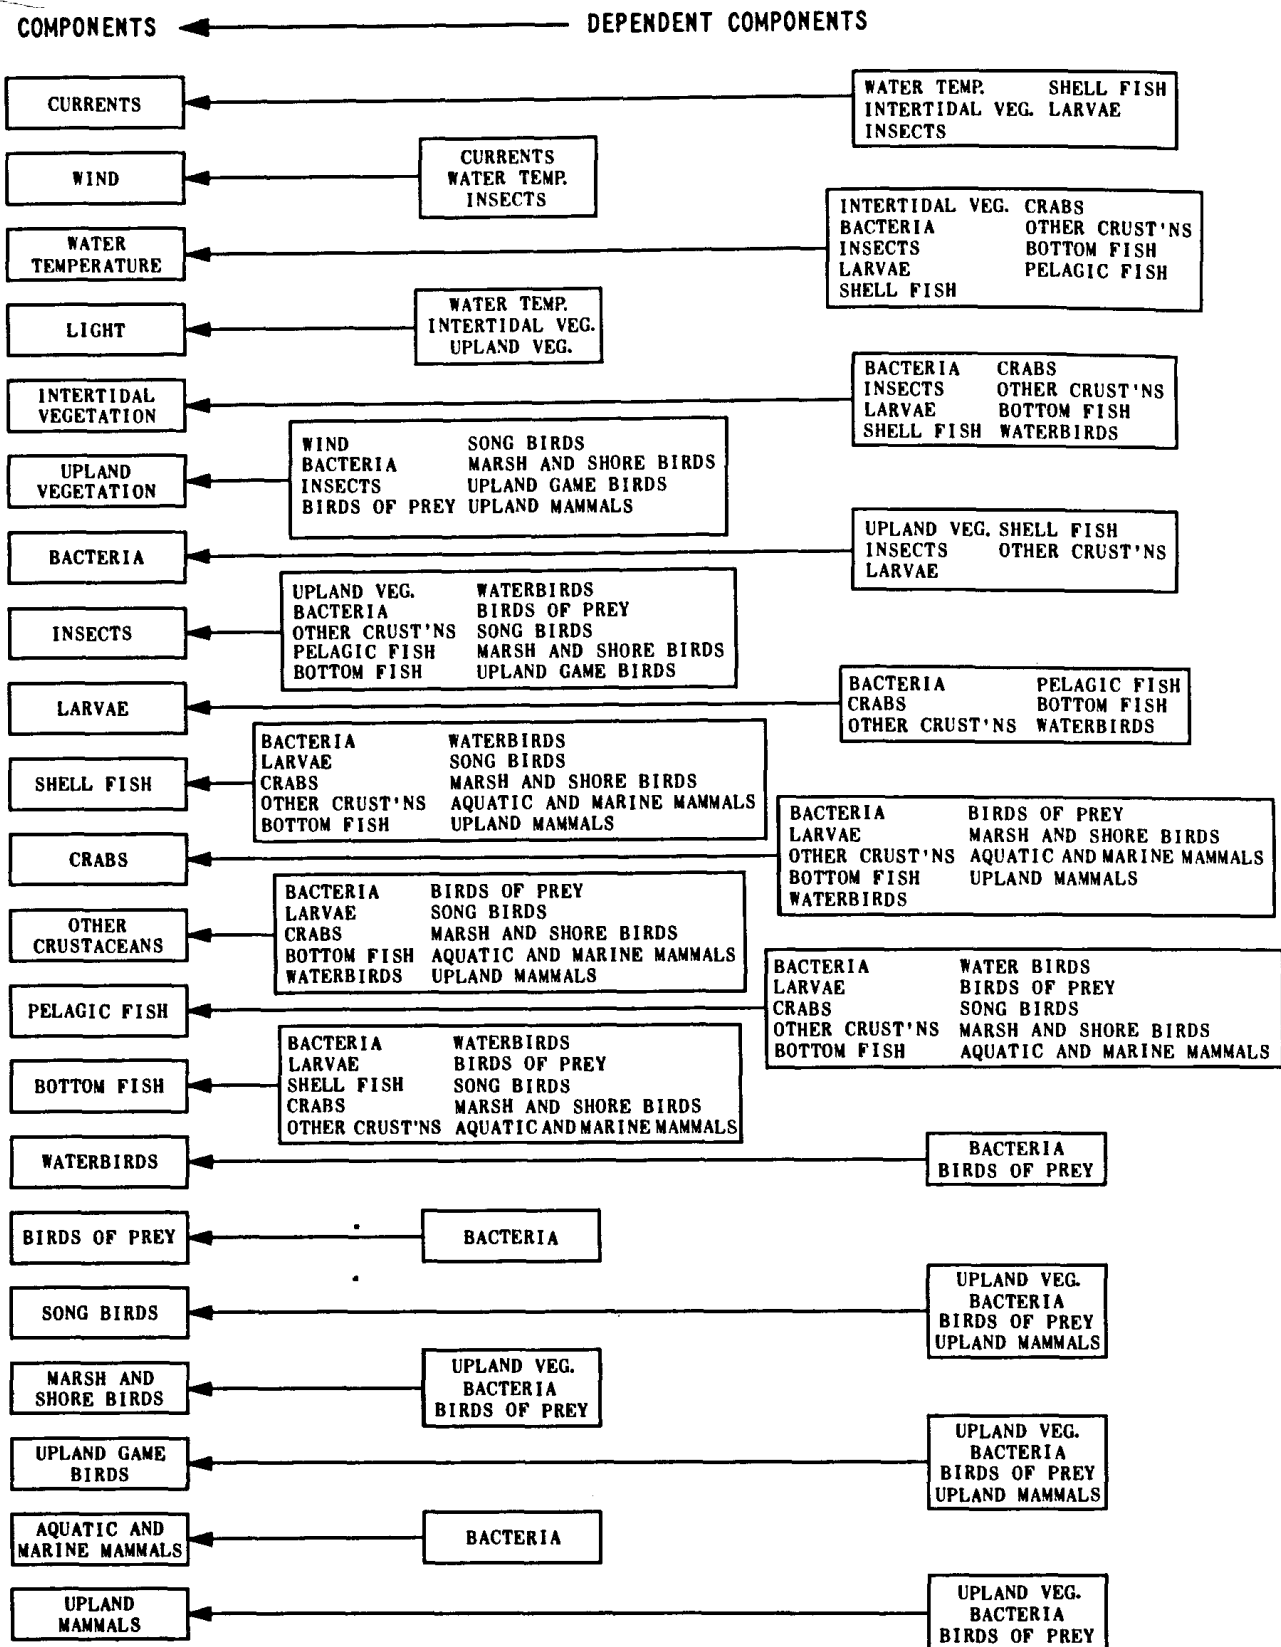 COMPONENTS DEPENDENT COMPONENTS
CURRENTS
WATER TEMP. SHELL FISH
INTERTIDAL VEG. LARVAE
INSECTS
WIND
CURRENTS
WATER TEMP.
INSECTS
WATER
TEMPERATURE
INTERTIDAL VEG. CRABS
BACTERIA OTHER CRUST'NS
INSECTS BOTTOM FISH
LARVAE PELAGIC FISH
SHELL FISH
LIGHT
WATER TEMP.
INTERTIDAL VEG.
UPLAND VEG.
INTERTIDAL
VEGETATION
BACTERIA CRABS
INSECTS OTHER CRUST'NS
LARVAE BOTTOM FISH
SHELL FISH WATERBIRDS
UPLAND
VEGETATION
WIND SONG BIRDS
BACTERIA MARSH AND SHORE BIRDS
INSECTS UPLAND GAME BIRDS
BIRDS OF PREY UPLAND MAMMALS
BACTERIA
UPLAND VEG. SHELL FISH
INSECTS OTHER CRUST'NS
LARVAE
INSECTS
UPLAND VEG. WATERBIRDS
BACTERIA BIRDS OF PREY
OTHER CRUST'NS SONG BIRDS
PELAGIC FISH MARSH AND SHORE BIRDS
BOTTOM FISH UPLAND GAME BIRDS
LARVAE
BACTERIA PELAGIC FISH
CRABS BOTTOM FISH
OTHER CRUST'NS WATERBIRDS
SHELL FISH
BACTERIA WATERBIRDS
LARVAE SONG BIRDS
CRABS MARSH AND SHORE BIRDS
OTHER CRUST'NS AQUATIC AND MARINE MAMMALS
BOTTOM FISH UPLAND MAMMALS
CRABS
BACTERIA BIRDS OF PREY
LARVAE MARSH AND SHORE BIRDS
OTHER CRUST'NS AQUATIC AND MARINE MAMMALS
BOTTOM FISH UPLAND MAMMALS
WATERBIRDS
OTHER
CRUSTACEANS
BACTERIA BIRDS OF PREY
LARVAE SONG BIRDS
CRABS MARSH AND SHORE BIRDS
BOTTOM FISH AQUATIC AND MARINE MAMMALS
WATERBIRDS UPLAND MAMMALS
PELAGIC FISH
BACTERIA WATER BIRDS
LARVAE BIRDS OF PREY
CRABS SONG BIRDS
OTHER CRUST'NS MARSH AND SHORE BIRDS
BOTTOM FISH AQUATIC AND MARINE MAMMALS
BOTTOM FISH
BACTERIA WATERBIRDS
LARVAE BIRDS OF PREY
SHELL FISH SONG BIRDS
CRABS MARSH AND SHORE BIRDS
OTHER CRUST'NS AQUATIC AND MARINE MAMMALS
WATERBIRDS
BACTERIA
BIRDS OF PREY
BIRDS OF PREY
BACTERIA
SONG BIRDS
UPLAND VEG.
BACTERIA
BIRDS OF PREY
UPLAND MAMMALS
MARSH AND
SHORE BIRDS
UPLAND VEG.
BACTERIA
BIRDS OF PREY
UPLAND GAME
BIRDS
UPLAND VEG.
BACTERIA
BIRDS OF PREY
UPLAND MAMMALS
AQUATIC AND
MARINE MAMMALS
BACTERIA
UPLAND
MAMMALS
UPLAND VEG.
BACTERIA
BIRDS OF PREY